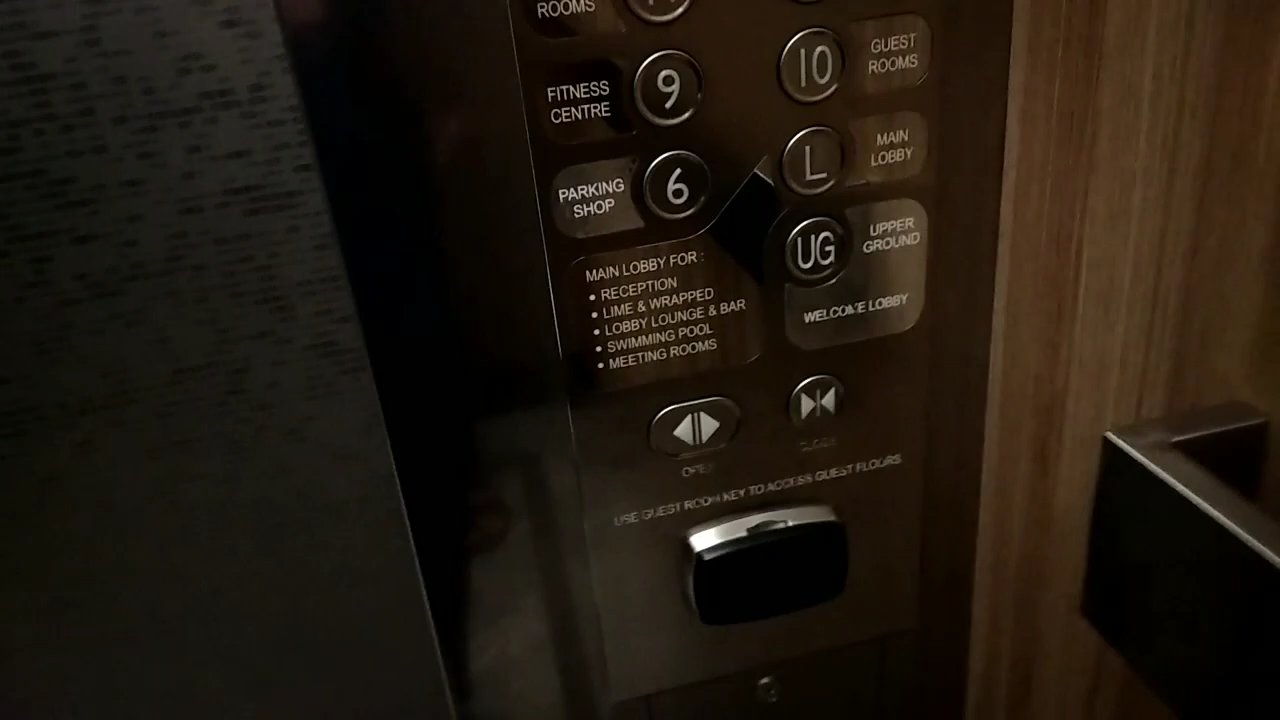 ROOMS
FITNESS
CENTRE
9
10
GUEST
ROOMS
PARKING
SHOP
6
L
MAIN
LOBBY
UG
UPPER
GROUND
WELCOME LOBBY
MAIN LOBBY FOR :
• RECEPTION
• LIME & WRAPPED
• LOBBY LOUNGE & BAR
• SWIMMING POOL
• MEETING ROOMS
OPEN
CLOSE
USE GUEST ROOM KEY TO ACCESS GUEST FLOORS